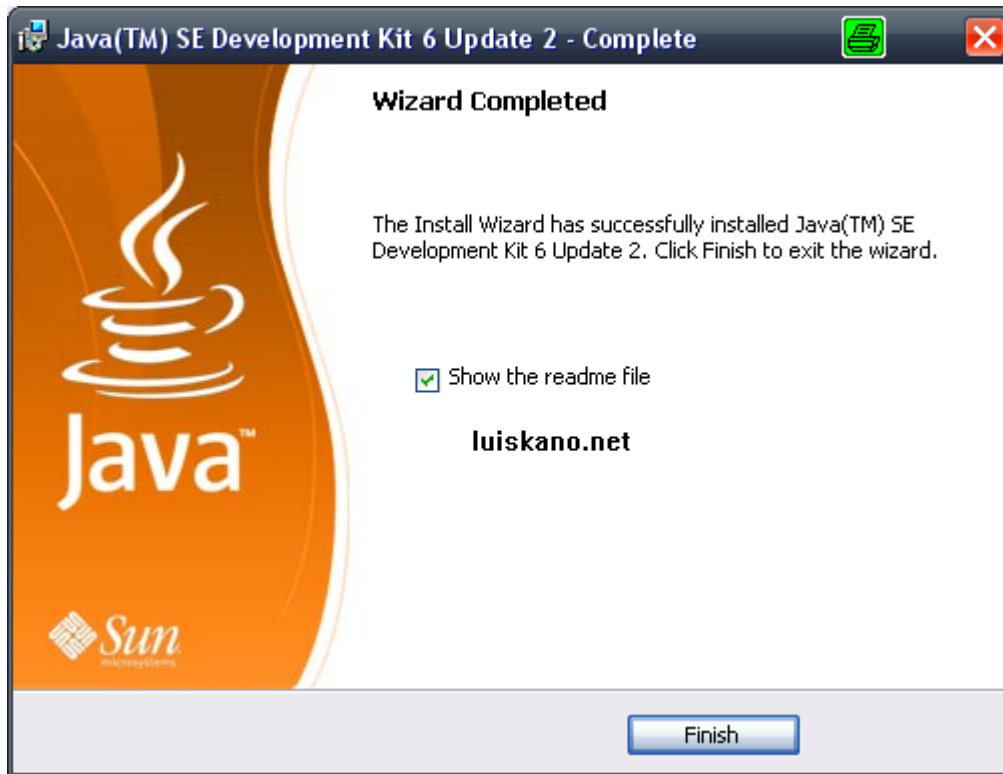 Java(TM) SE Development Kit 6 Update 2 - Complete
Wizard Completed
The Install Wizard has successfully installed Java(TM) SE
Development Kit 6 Update 2. Click Finish to exit the wizard.
Show the readme file
luiskano.net
Java™
Sun
microsystems
Finish